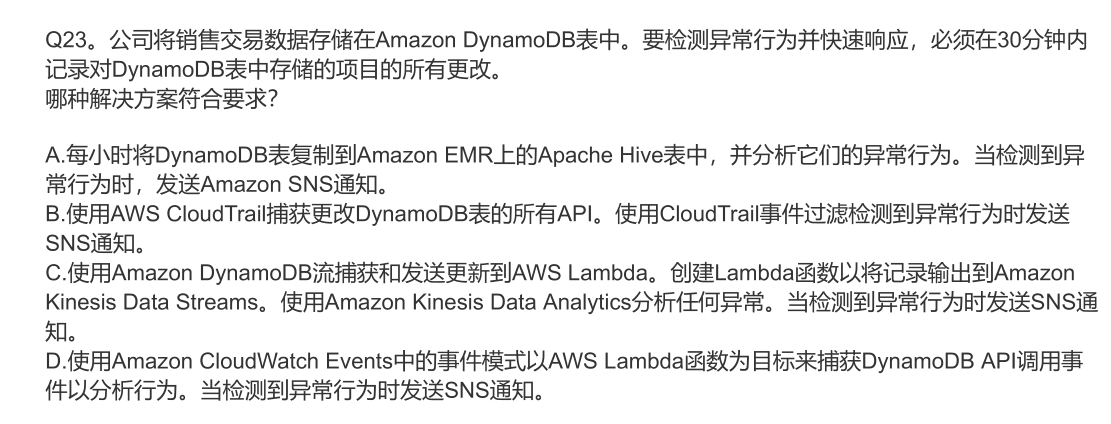 Q23。公司将销售交易数据存储在Amazon DynamoDB表中。要检测异常行为并快速响应，必须在30分钟内
记录对DynamoDB表中存储的项目的所有更改。
哪种解决方案符合要求？
A.每小时将DynamoDB表复制到Amazon EMR上的Apache Hive表中，并分析它们的异常行为。当检测到异
常行为时，发送Amazon SNS通知。
B.使用AWS CloudTrail捕获更改DynamoDB表的所有API。使用CloudTrail事件过滤检测到异常行为时发送
SNS通知。
C.使用Amazon DynamoDB流捕获和发送更新到AWS Lambda。创建Lambda函数以将记录输出到Amazon
Kinesis Data Streams。使用Amazon Kinesis Data Analytics分析任何异常。当检测到异常行为时发送SNS通
知。
D.使用Amazon CloudWatch Events中的事件模式以AWS Lambda函数为目标来捕获DynamoDB API调用事
件以分析行为。当检测到异常行为时发送SNS通知。